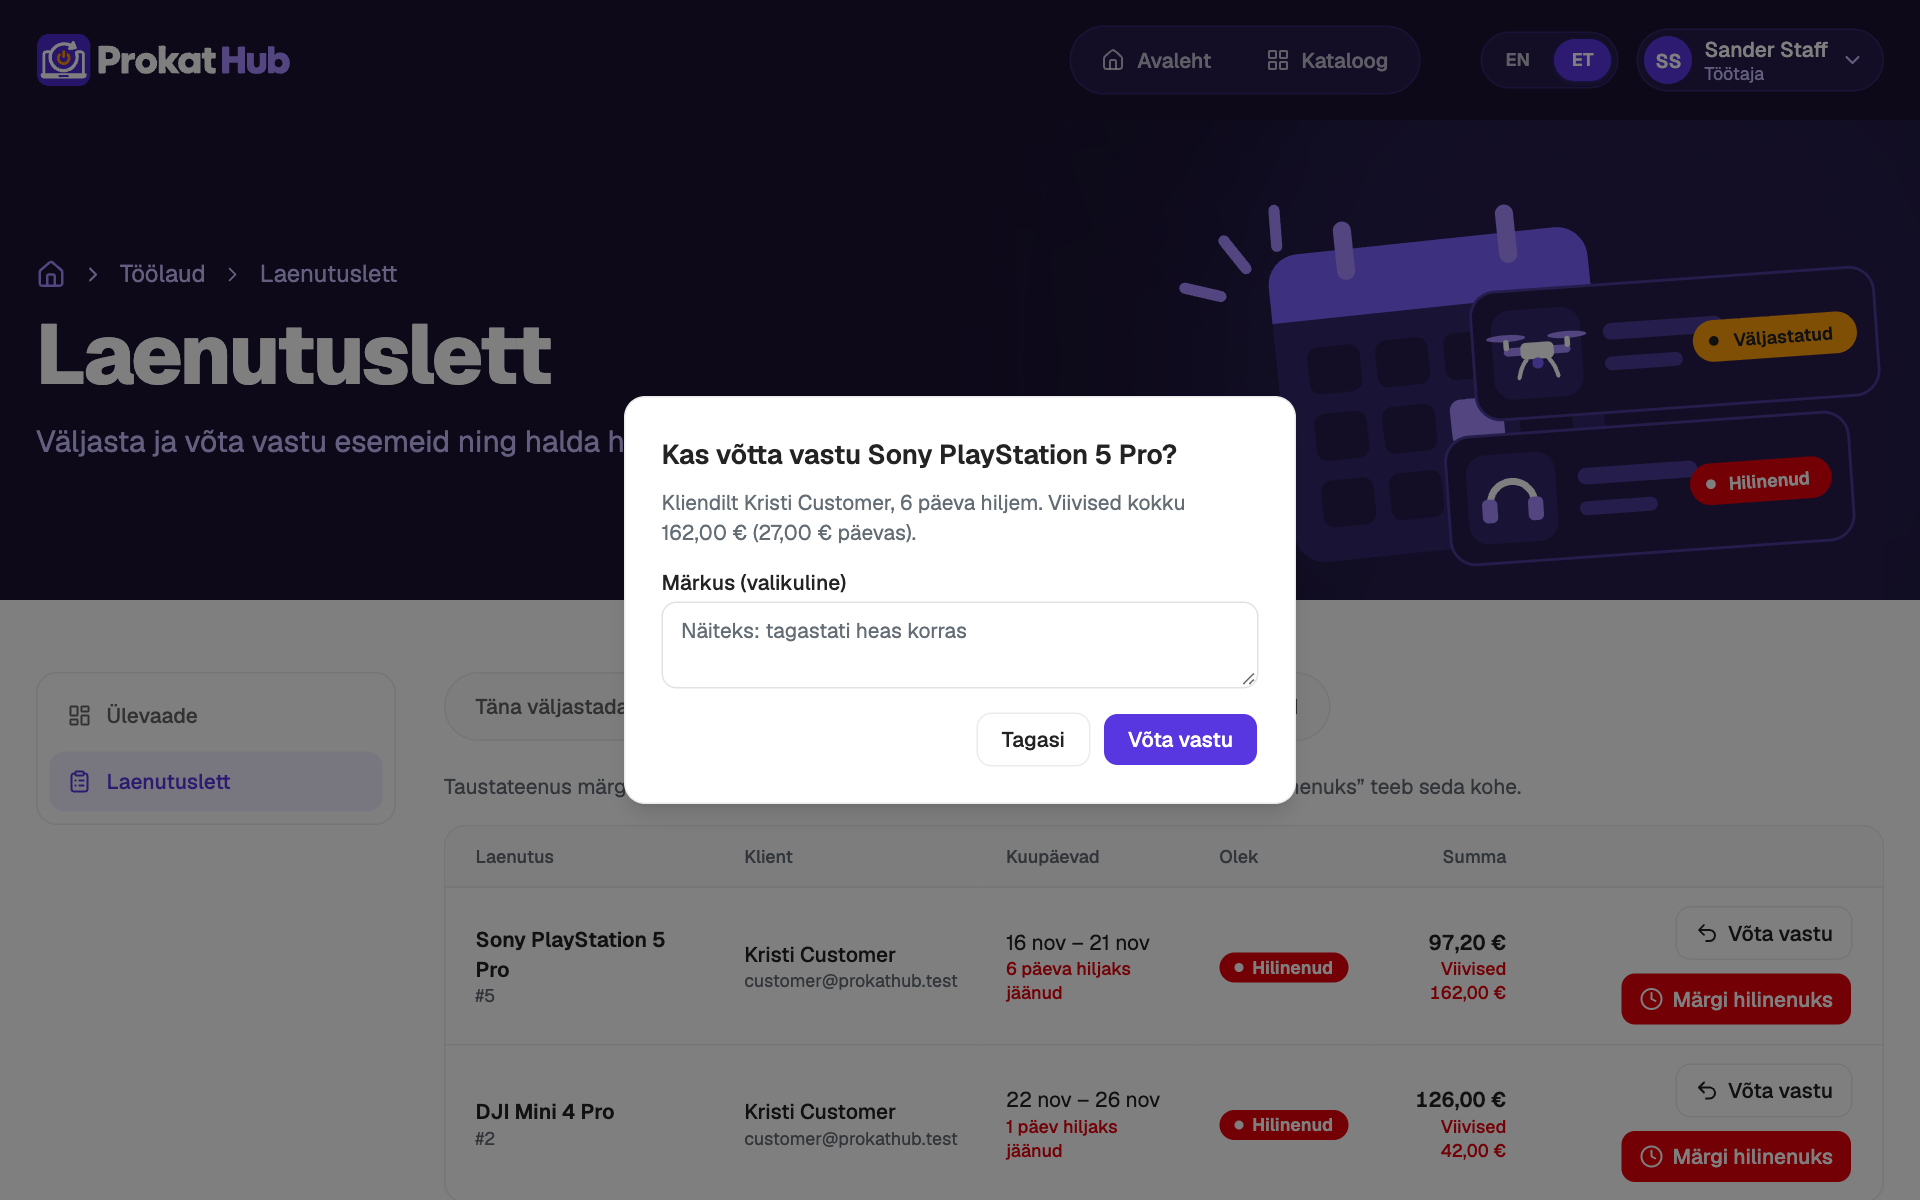 Prokat Hub
Avaleht
Kataloog
EN
ET
SS
Sander Staff
Töötaja
Töölaud
Laenutuslett
Laenutuslett
Väljasta ja võta vastu esemeid ning halda
Väljastatud
Hilinenud
Kas võtta vastu Sony PlayStation 5 Pro?
Kliendilt Kristi Customer, 6 päeva hiljem. Viivised kokku
162,00 € (27,00 € päevas).
Märkus (valikuline)
Näiteks: tagastati heas korras
Tagasi
Võta vastu
Ülevaade
Laenutuslett
Täna väljastada
Taustateenus
teeb seda kohe.
Laenutus
Klient
Kuupäevad
Olek
Summa
Sony PlayStation 5
Pro
#5
Kristi Customer
customer@prokathub.test
16 nov – 21 nov
6 päeva hiljaks
jäänud
Hilinenud
97,20 €
Viivised
162,00 €
Võta vastu
Märgi hilinenuks
DJI Mini 4 Pro
#2
Kristi Customer
customer@prokathub.test
22 nov – 26 nov
1 päev hiljaks
jäänud
Hilinenud
126,00 €
Viivised
42,00 €
Võta vastu
Märgi hilinenuks